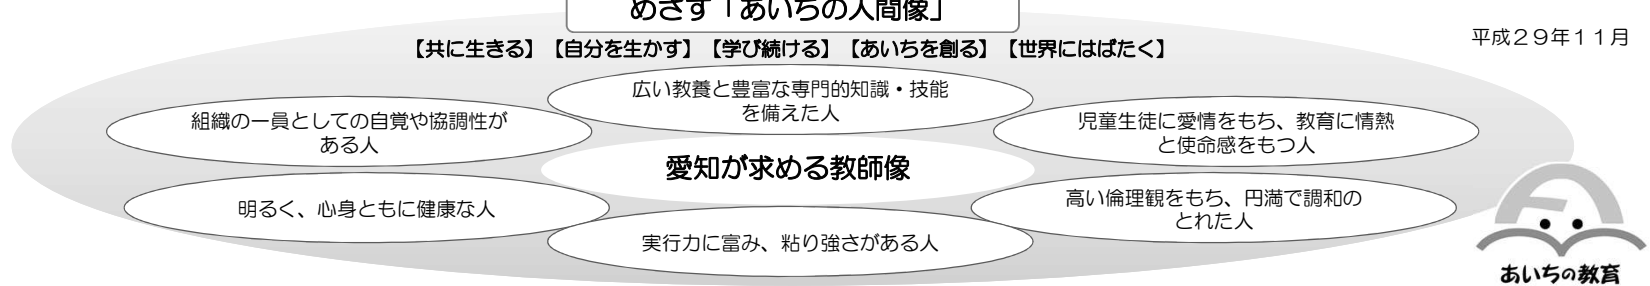 めざす「あいちの人間像」
【共に生きる】【自分を生かす】【学び続ける】【あいちを創る】【世界にはばたく】
平成２９年１１月
広い教養と豊富な専門的知識・技能
を備えた人
組織の一員としての自覚や協調性が
ある人
児童生徒に愛情をもち、教育に情熱
と使命感をもつ人
愛知が求める教師像
明るく、心身ともに健康な人
高い倫理観をもち、円満で調和の
とれた人
実行力に富み、粘り強さがある人
あいちの教育